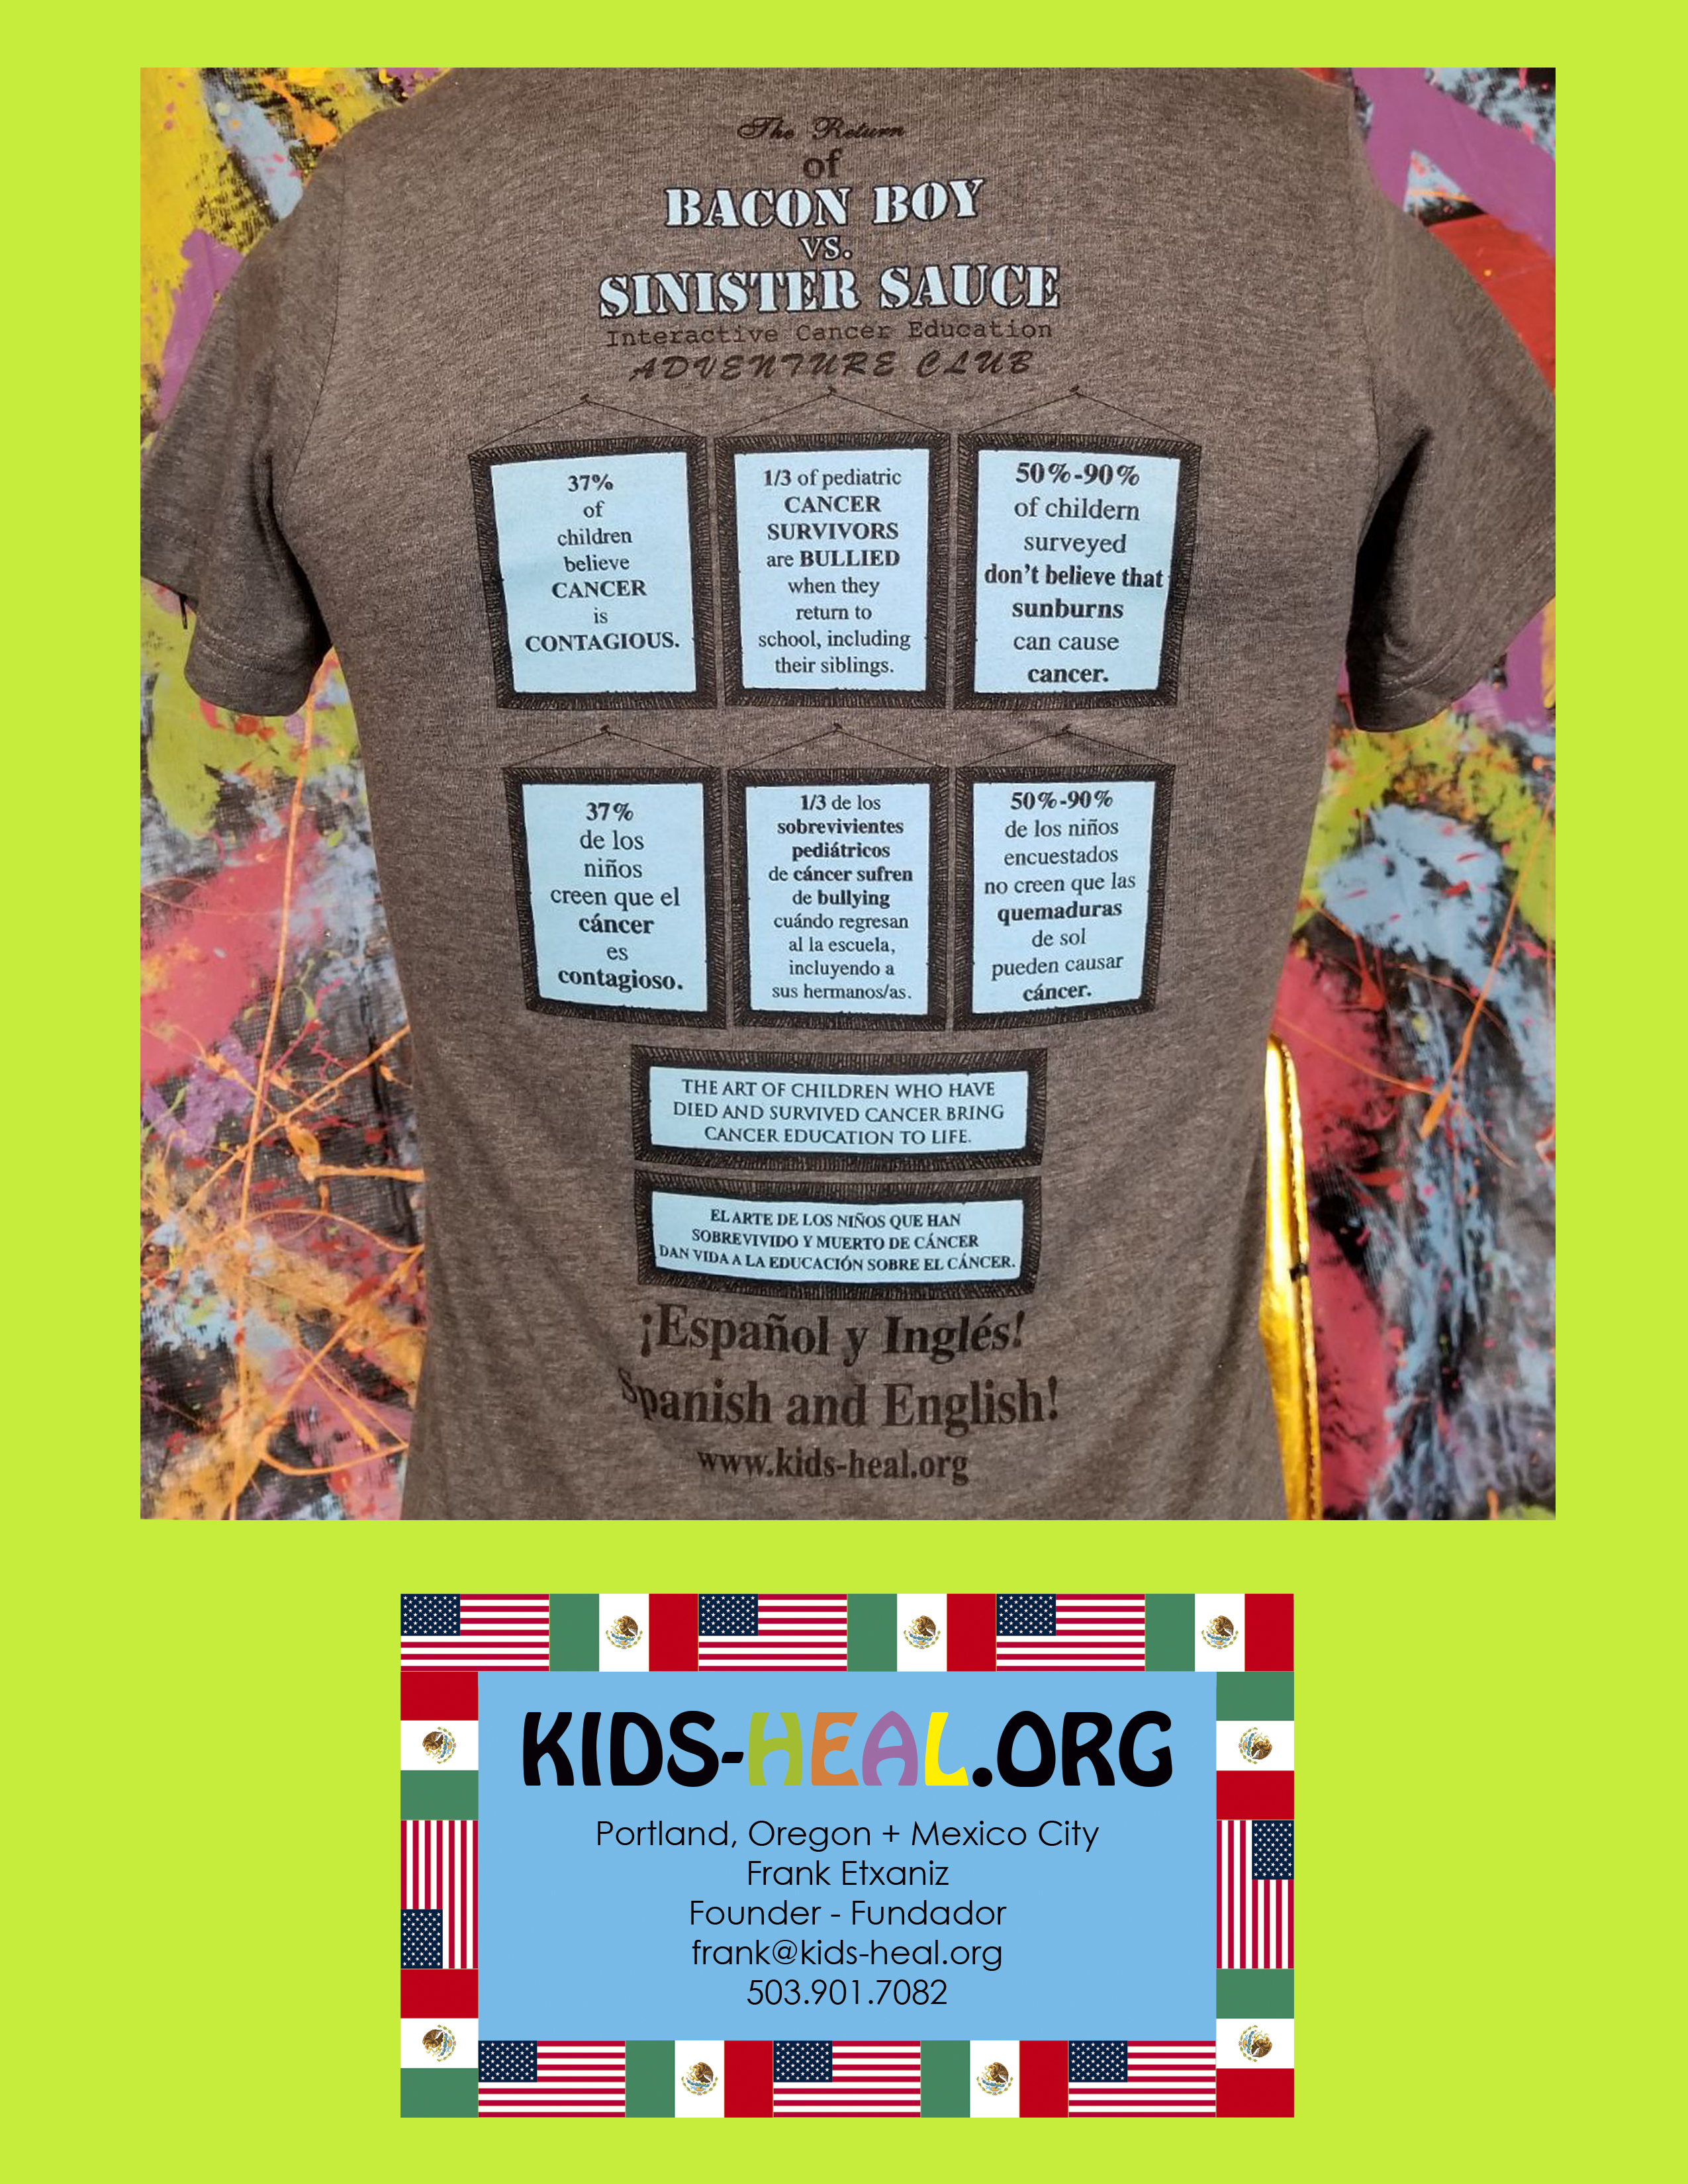 The Return
of
BACON BOY
VS.
SINISTER SAUCE
Interactive Cancer Education
ADVENTURE CLUB
37%
of
children
believe
CANCER
is
CONTAGIOUS.
1/3 of pediatric
CANCER
SURVIVORS
are BULLIED
when they
return to
school, including
their siblings.
50%-90%
of childern
surveyed
don't believe that
sunburns
can cause
cancer.
37%
de los
niños
creen que el
cáncer
es
contagioso.
1/3 de los
sobrevivientes
pediátricos
de cáncer sufren
de bullying
cuándo regresan
al la escuela,
incluyendo a
sus hermanos/as.
50%-90%
de los niños
encuestados
no creen que las
quemaduras
de sol
pueden causar
cáncer.
THE ART OF CHILDREN WHO HAVE
DIED AND SURVIVED CANCER BRING
CANCER EDUCATION TO LIFE.
EL ARTE DE LOS NIÑOS QUE HAN
SOBREVIVIDO Y MUERTO DE CÁNCER
DAN VIDA A LA EDUCACIÓN SOBRE EL CÁNCER.
¡Español y Inglés!
Spanish and English!
www.kids-heal.org
KIDS-HEAL.ORG
Portland, Oregon + Mexico City
Frank Etxaniz
Founder - Fundador
frank@kids-heal.org
503.901.7082